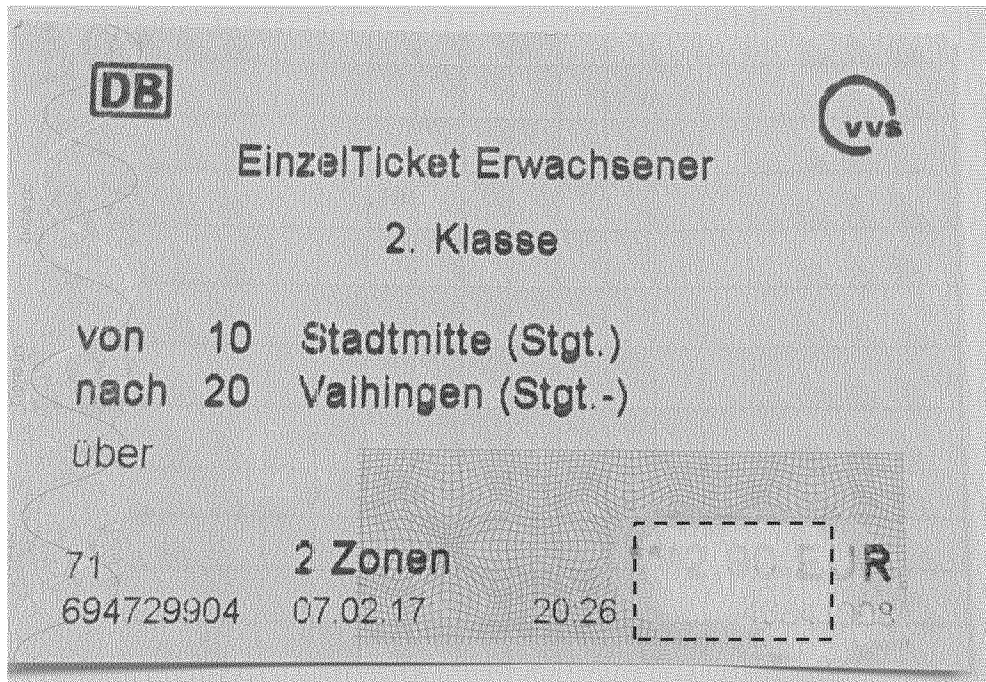 DB
vvs
EinzelTicket Erwachsener
2. Klasse
von 10 Stadtmitte (Stgt.)
nach 20 Vaihingen (Stgt.-)
über
71 2 Zonen
694729904 07.02.17 20:26